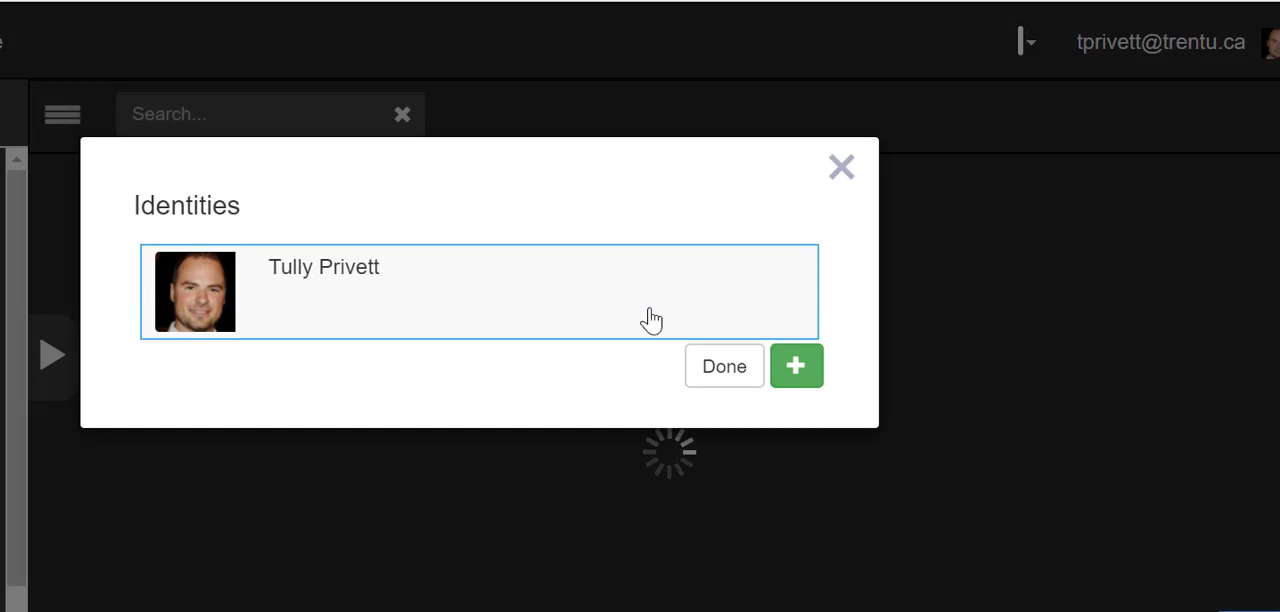 e
tprivett@trentu.ca
Search...
Identities
Tully Privett
Done